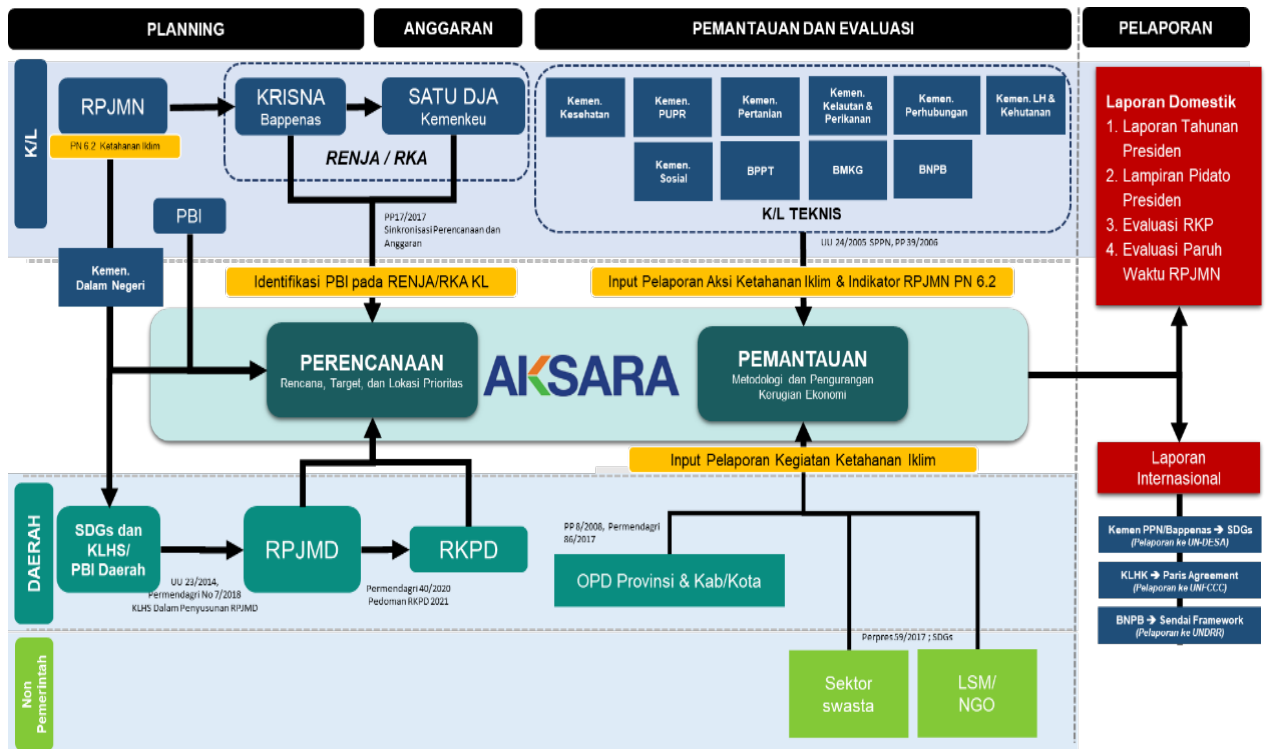 PLANNING
ANGGARAN
PEMANTAUAN DAN EVALUASI
PELAPORAN
K/L
RPJMN
PN 6.2 Ketahanan Iklim
KRISNA
Bappenas
SATU DJA
Kemenkeu
RENJA / RKA
Kemen.
Kesehatan
Kemen.
PUPR
Kemen.
Pertanian
Kemen.
Kelautan &
Perikanan
Kemen.
Perhubungan
Kemen. LH &
Kehutanan
Kemen.
Sosial
BPPT
BMKG
BNPB
K/L TEKNIS
Laporan Domestik
1. Laporan Tahunan
Presiden
2. Lampiran Pidato
Presiden
3. Evaluasi RKP
4. Evaluasi Paruh
Waktu RPJMN
PBI
PP17/2017
Sinkronisasi Perencanaan dan
Anggaran
UU 24/2005 SPPN, PP 39/2006
Kemen.
Dalam Negeri
Identifikasi PBI pada RENJA/RKA KL
Input Pelaporan Aksi Ketahanan Iklim & Indikator RPJMN PN 6.2
PERENCANAAN
Rencana, Target, dan Lokasi Prioritas
AKSARA
PEMANTAUAN
Metodologi dan Pengurangan
Kerugian Ekonomi
Input Pelaporan Kegiatan Ketahanan Iklim
Laporan
Internasional
DAERAH
SDGs dan
KLHS/
PBI Daerah
RPJMD
RKPD
UU 23/2014,
Permendagri No 7/2018
KLHS Dalam Penyusunan RPJMD
Permendagri 40/2020
Pedoman RKPD 2021
PP 8/2008, Permendagri
86/2017
OPD Provinsi & Kab/Kota
Kemen PPN/Bappenas → SDGs
(Pelaporan ke UN-DESA)
KLHK → Paris Agreement
(Pelaporan ke UNFCCC)
BNPB → Sendai Framework
(Pelaporan ke UNDRR)
Perpres 59/2017 ; SDGs
Non
Pemerintah
Sektor
swasta
LSM/
NGO